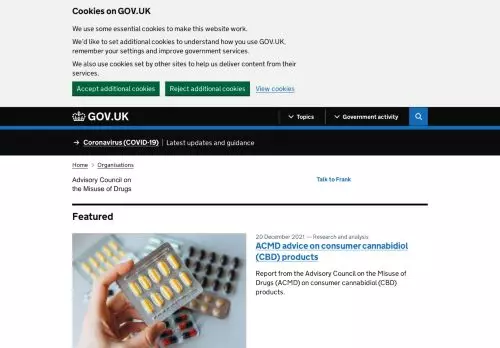 Cookies on GOV.UK
We use some essential cookies to make this website work.
We'd like to set additional cookies to understand how you use GOV.UK,
remember your settings and improve government services.
We also use cookies set by other sites to help us deliver content from their
services.
Accept additional cookies
Reject additional cookies
View cookies
GOV.UK
Topics
Government activity
Coronavirus (COVID-19)
Latest updates and guidance
Home
Organisations
Advisory Council on
the Misuse of Drugs
Talk to Frank
Featured
20 December 2021 — Research and analysis
ACMD advice on consumer cannabidiol
(CBD) products
Report from the Advisory Council on the Misuse of
Drugs (ACMD) on consumer cannabidiol (CBD)
products.